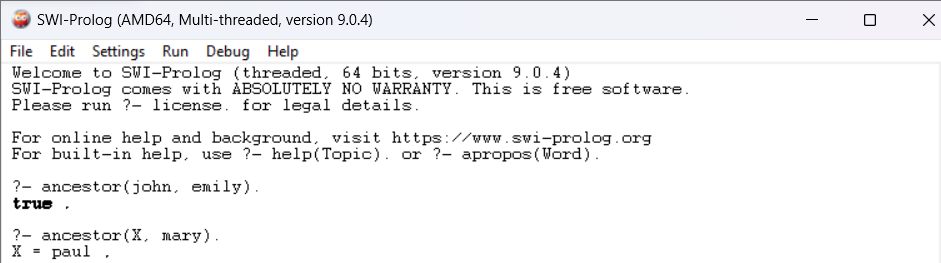 SWI-Prolog (AMD64, Multi-threaded, version 9.0.4)
File Edit Settings Run Debug Help
Welcome to SWI-Prolog (threaded, 64 bits, version 9.0.4)
SWI-Prolog comes with ABSOLUTELY NO WARRANTY. This is free software.
Please run ?- license. for legal details.
For online help and background, visit https://www.swi-prolog.org
For built-in help, use ?- help(Topic). or ?- apropos(Word).
?- ancestor(john, emily).
true .
?- ancestor(X, mary).
X = paul .